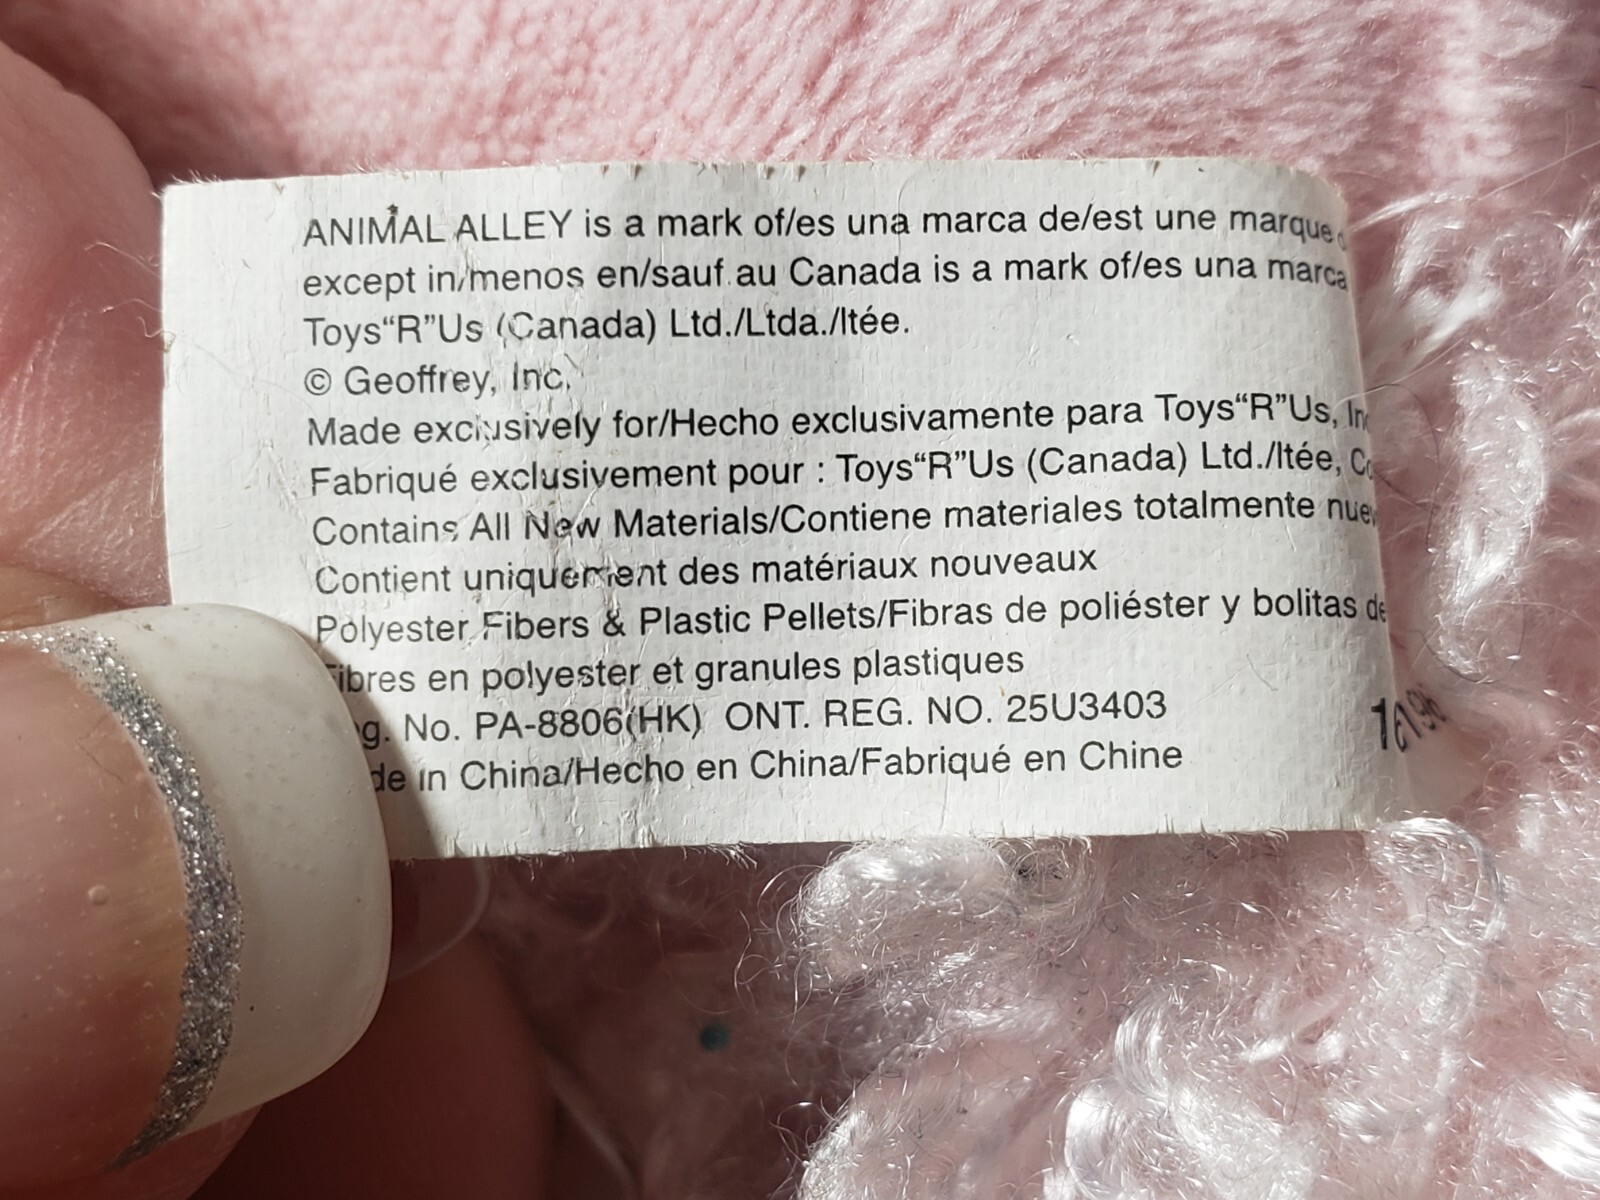 ANIMAL ALLEY is a mark of/es una marca de/est une marque
except in/menos en/sauf au Canada is a mark of/es una marca
Toys“R”Us (Canada) Ltd./Ltda./ltée.
© Geoffrey, Inc.
Made exclusively for/Hecho exclusivamente para Toys“R”Us,
Fabriqué exclusivement pour : Toys“R”Us (Canada) Ltd./ltée,
Contains All New Materials/Contiene materiales totalmente
Contient uniquement des matériaux nouveaux
Polyester Fibers & Plastic Pellets/Fibras de poliéster y bolitas de
Fibres en polyester et granules plastiques
No. PA-8806(HK) ONT. REG. NO. 25U3403
in China/Hecho en China/Fabriqué en Chine